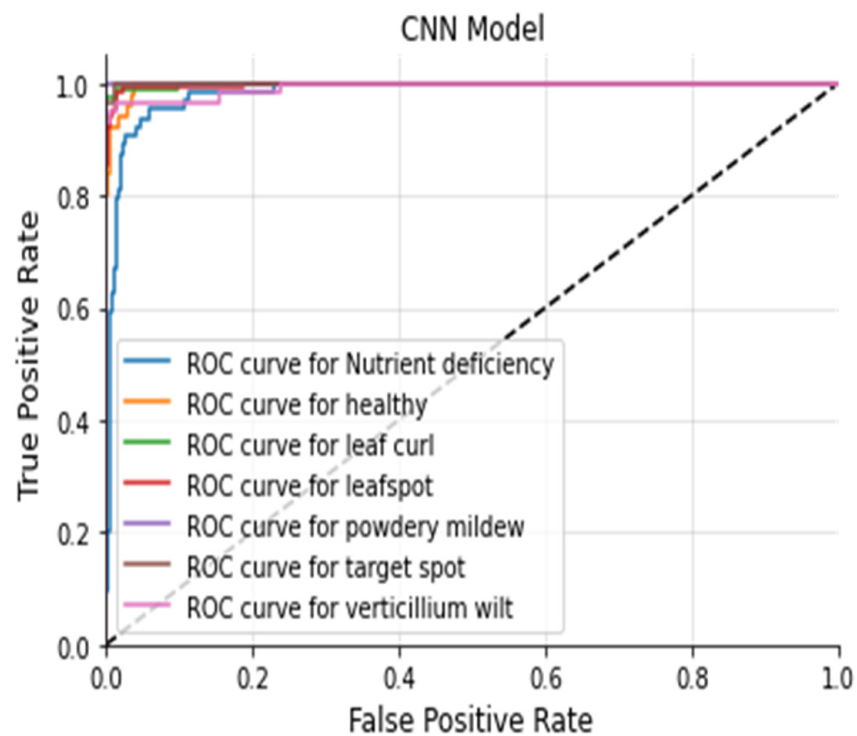 CNN Model
1.0
0.8
0.6
0.4
0.2
0.0
True Positive Rate
ROC curve for Nutrient deficiency
ROC curve for healthy
ROC curve for leaf curl
ROC curve for leafspot
ROC curve for powdery mildew
ROC curve for target spot
ROC curve for verticillium wilt
0.0 0.2 0.4 0.6 0.8 1.0
False Positive Rate